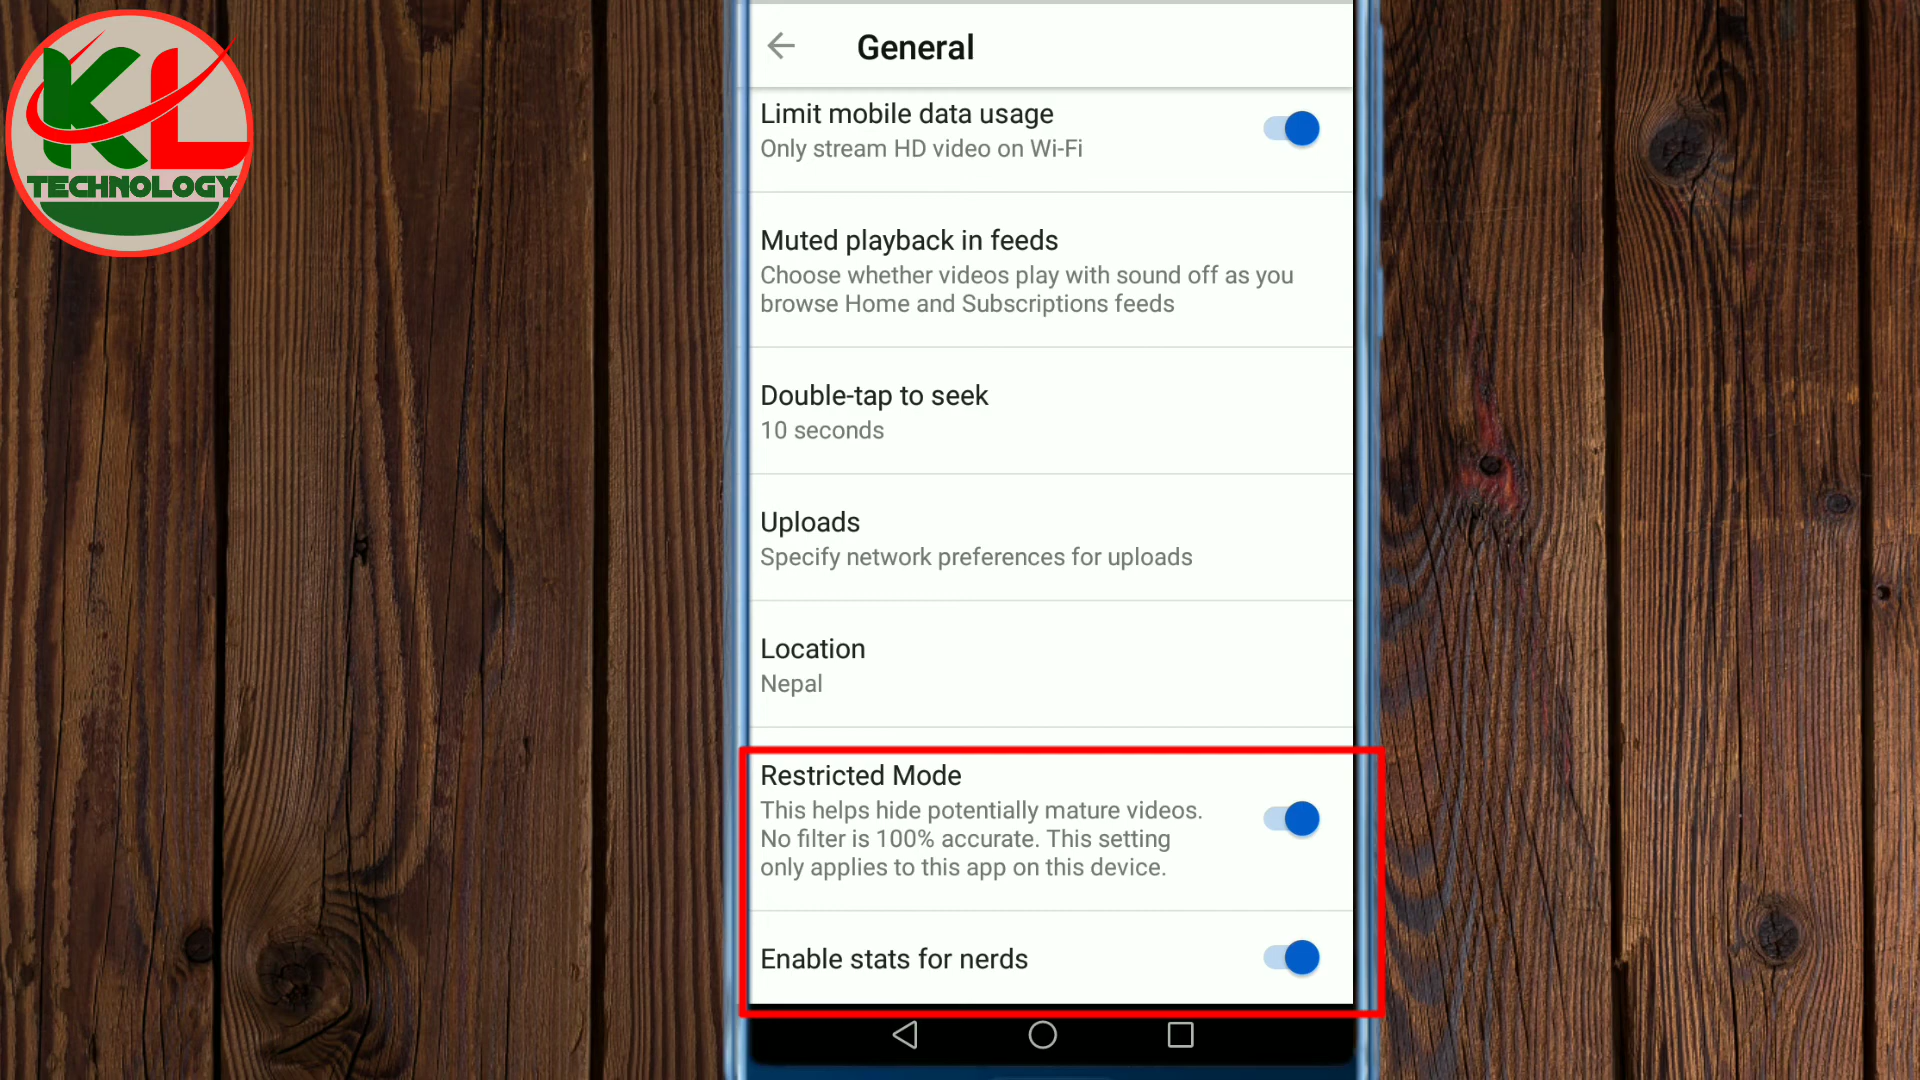 KL
TECHNOLOGY
General
Limit mobile data usage
Only stream HD video on Wi-Fi
Muted playback in feeds
Choose whether videos play with sound off as you
browse Home and Subscriptions feeds
Double-tap to seek
10 seconds
Uploads
Specify network preferences for uploads
Location
Nepal
Restricted Mode
This helps hide potentially mature videos.
No filter is 100% accurate. This setting
only applies to this app on this device.
Enable stats for nerds